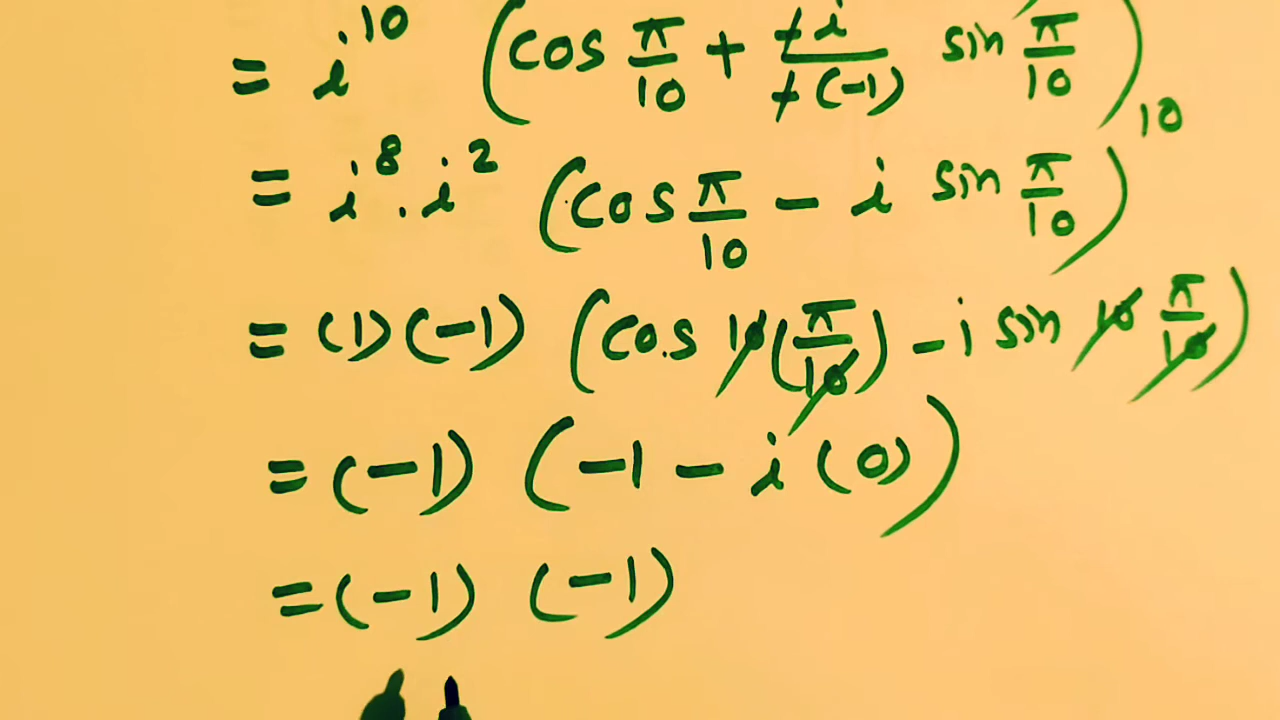 = i^10 (cos π/10 + +i/+(-1) sin π/10)^10
= i^8 . i^2 (cos π/10 - i sin π/10)^10
= (1)(-1) (cos 10(π/10) - i sin 10 π/10)
= (-1) (-1 - i(0))
= (-1) (-1)